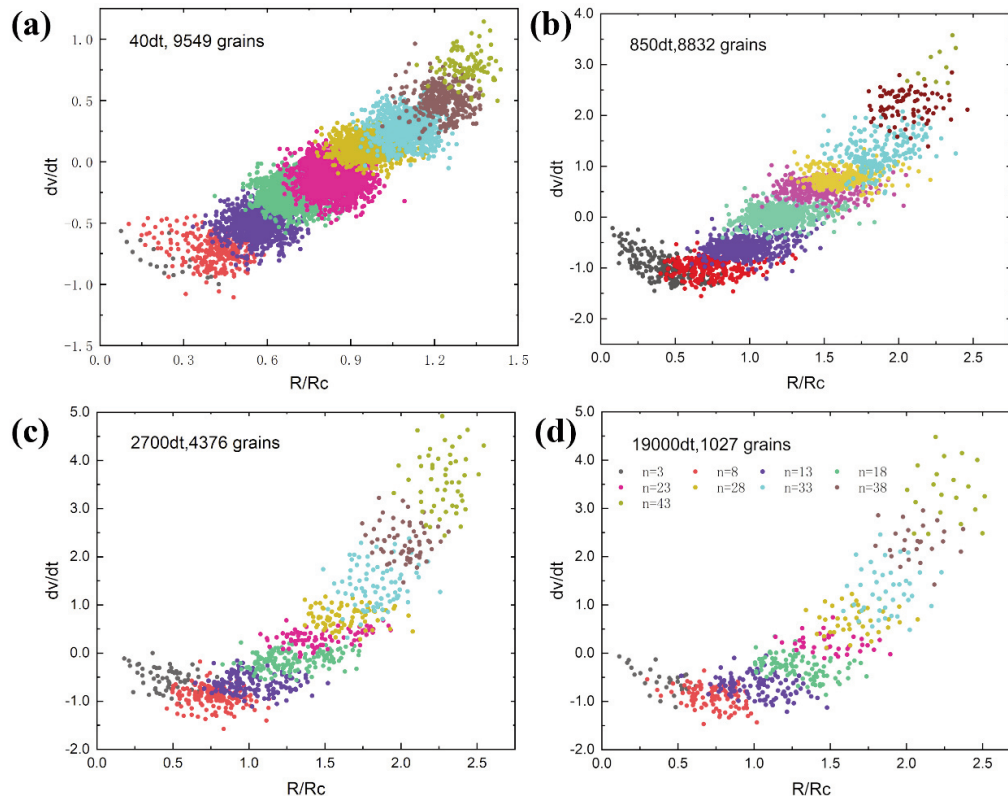 (a)
40dt, 9549 grains
dv/dt
1.0
0.5
0.0
-0.5
-1.0
-1.5
0.0 0.3 0.6 0.9 1.2 1.5
R/Rc
(b)
850dt,8832 grains
dv/dt
4.0
3.0
2.0
1.0
0.0
-1.0
-2.0
0.0 0.5 1.0 1.5 2.0 2.5
R/Rc
(c)
2700dt,4376 grains
dv/dt
5.0
4.0
3.0
2.0
1.0
0.0
-1.0
-2.0
0.0 0.5 1.0 1.5 2.0 2.5
R/Rc
(d)
19000dt,1027 grains
n=3 n=8 n=13 n=18
n=23 n=28 n=33 n=38
n=43
dv/dt
5.0
4.0
3.0
2.0
1.0
0.0
-1.0
-2.0
0.0 0.5 1.0 1.5 2.0 2.5
R/Rc